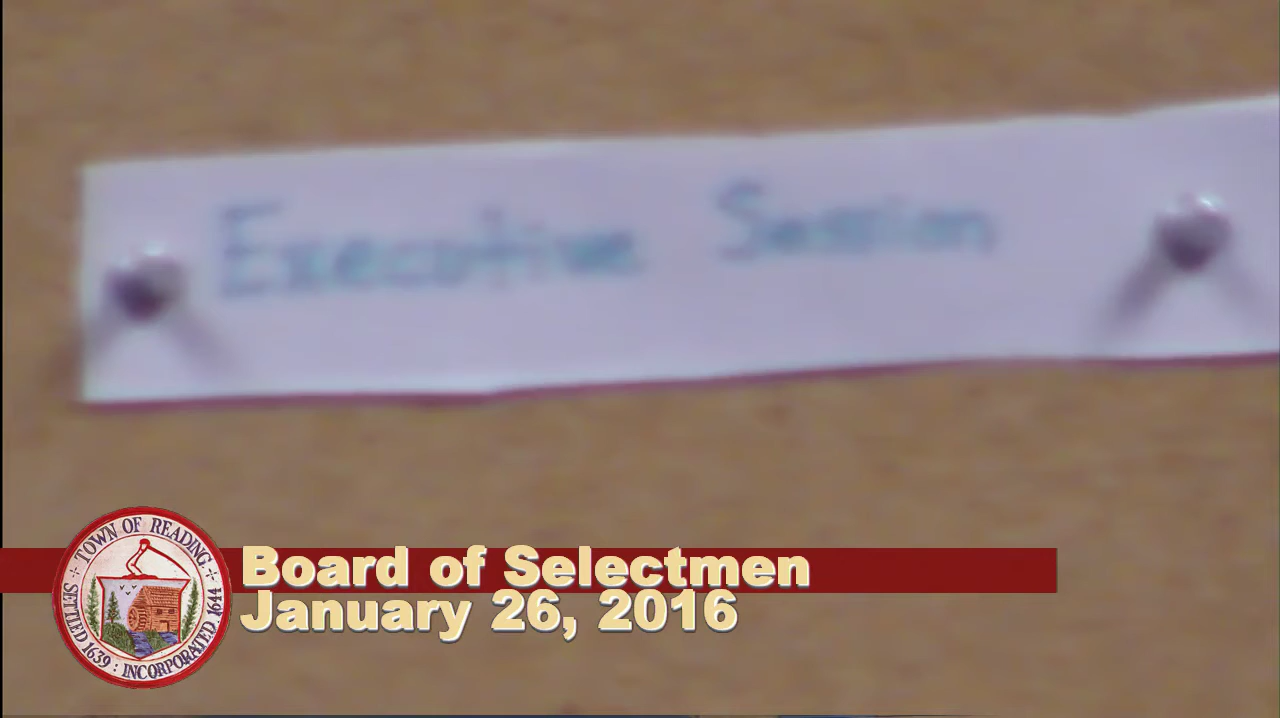 Executive Session
TOWN OF READING
SETTLED 1639 : INCORPORATED 1644
Board of Selectmen
January 26, 2016